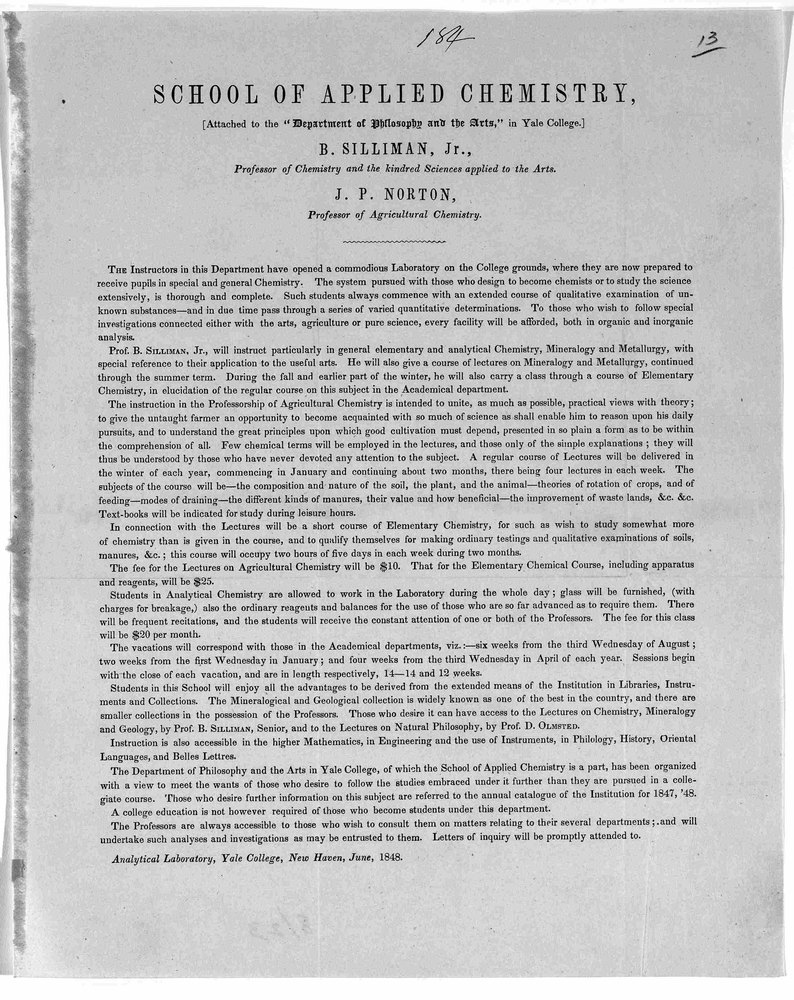 184
13
SCHOOL OF APPLIED CHEMISTRY,
[Attached to the "Department of Philosophy and the Arts," in Yale College.]
B. SILLIMAN, Jr.,
Professor of Chemistry and the kindred Sciences applied to the Arts.
J. P. NORTON,
Professor of Agricultural Chemistry.
THE Instructors in this Department have opened a commodious Laboratory on the College grounds, where they are now prepared to
receive pupils in special and general Chemistry. The system pursued with those who design to become chemists or to study the science
extensively, is thorough and complete. Such students always commence with an extended course of qualitative examination of un-
known substances—and in due time pass through a series of varied quantitative determinations. To those who wish to follow special
investigations connected either with the arts, agriculture or pure science, every facility will be afforded, both in organic and inorganic
analysis.
Prof. B. SILLIMAN, Jr., will instruct particularly in general elementary and analytical Chemistry, Mineralogy and Metallurgy, with
special reference to their application to the useful arts. He will also give a course of lectures on Mineralogy and Metallurgy, continued
through the summer term. During the fall and earlier part of the winter, he will also carry a class through a course of Elementary
Chemistry, in elucidation of the regular course on this subject in the Academical department.
The instruction in the Professorship of Agricultural Chemistry is intended to unite, as much as possible, practical views with theory;
to give the untaught farmer an opportunity to become acquainted with so much of science as shall enable him to reason upon his daily
pursuits, and to understand the great principles upon which good cultivation must depend, presented in so plain a form as to be within
the comprehension of all. Few chemical terms will be employed in the lectures, and those only of the simple explanations; they will
thus be understood by those who have never devoted any attention to the subject. A regular course of Lectures will be delivered in
the winter of each year, commencing in January and continuing about two months, there being four lectures in each week. The
subjects of the course will be—the composition and nature of the soil, the plant, and the animal—theories of rotation of crops, and of
feeding—modes of draining—the different kinds of manures, their value and how beneficial—the improvement of waste lands, &c. &c.
Text-books will be indicated for study during leisure hours.
In connection with the Lectures will be a short course of Elementary Chemistry, for such as wish to study somewhat more
of chemistry than is given in the course, and to qualify themselves for making ordinary testings and qualitative examinations of soils,
manures, &c.; this course will occupy two hours of five days in each week during two months.
The fee for the Lectures on Agricultural Chemistry will be $10. That for the Elementary Chemical Course, including apparatus
and reagents, will be $25.
Students in Analytical Chemistry are allowed to work in the Laboratory during the whole day; glass will be furnished, (with
charges for breakage,) also the ordinary reagents and balances for the use of those who are so far advanced as to require them. There
will be frequent recitations, and the students will receive the constant attention of one or both of the Professors. The fee for this class
will be $20 per month.
The vacations will correspond with those in the Academical departments, viz.:—six weeks from the third Wednesday of August;
two weeks from the first Wednesday in January; and four weeks from the third Wednesday in April of each year. Sessions begin
with the close of each vacation, and are in length respectively, 14—14 and 12 weeks.
Students in this School will enjoy all the advantages to be derived from the extended means of the Institution in Libraries, Instru-
ments and Collections. The Mineralogical and Geological collection is widely known as one of the best in the country, and there are
smaller collections in the possession of the Professors. Those who desire it can have access to the Lectures on Chemistry, Mineralogy
and Geology, by Prof. B. SILLIMAN, Senior, and to the Lectures on Natural Philosophy, by Prof. D. OLMSTED.
Instruction is also accessible in the higher Mathematics, in Engineering and the use of Instruments, in Philology, History, Oriental
Languages, and Belles Lettres.
The Department of Philosophy and the Arts in Yale College, of which the School of Applied Chemistry is a part, has been organized
with a view to meet the wants of those who desire to follow the studies embraced under it further than they are pursued in a colle-
giate course. Those who desire further information on this subject are referred to the annual catalogue of the Institution for 1847, '48.
A college education is not however required of those who become students under this department.
The Professors are always accessible to those who wish to consult them on matters relating to their several departments; and will
undertake such analyses and investigations as may be entrusted to them. Letters of inquiry will be promptly attended to.
Analytical Laboratory, Yale College, New Haven, June, 1848.